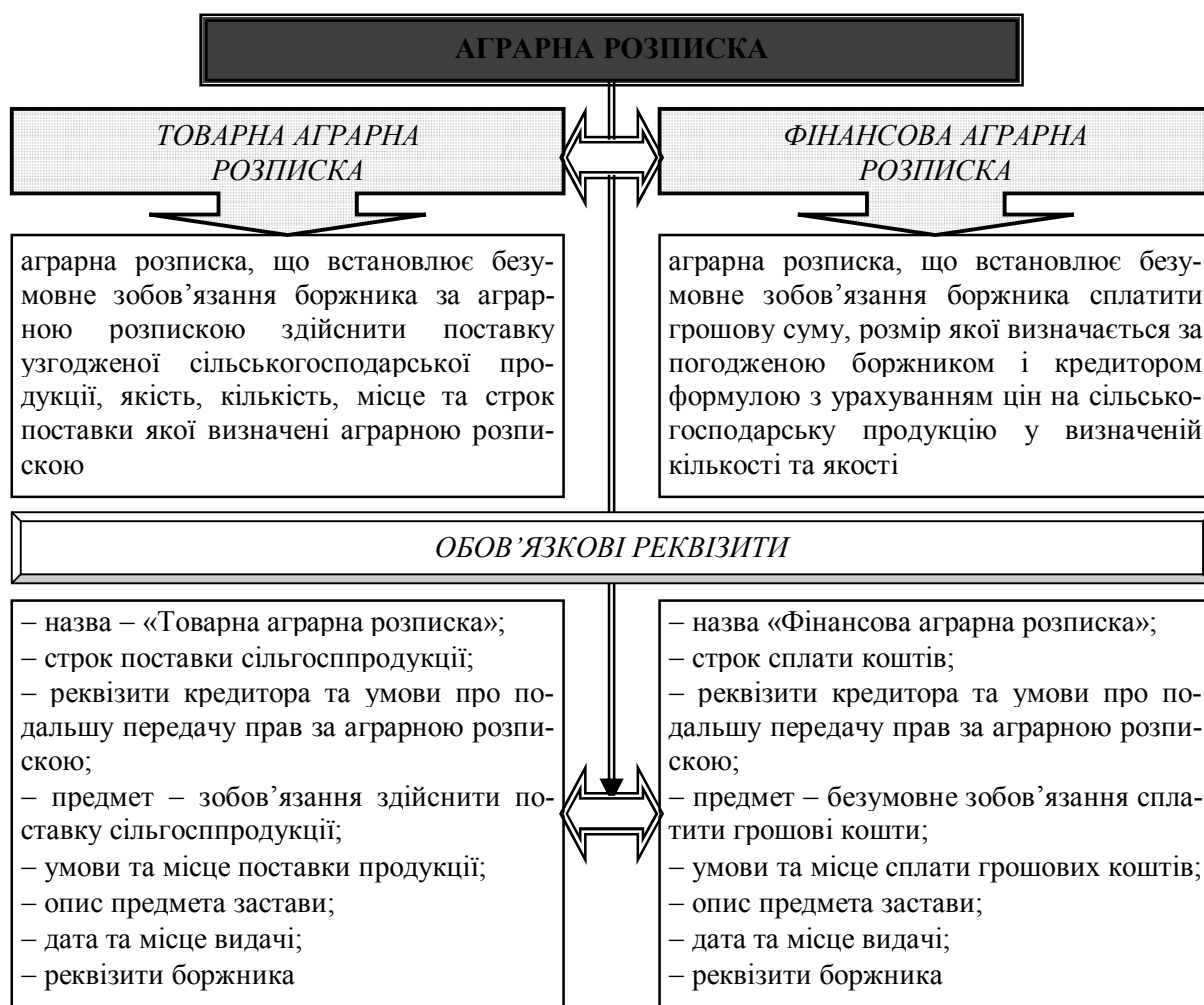 АГРАРНА РОЗПИСКА
ТОВАРНА АГРАРНА
РОЗПИСКА
ФІНАНСОВА АГРАРНА
РОЗПИСКА
аграрна розписка, що встановлює безу-
мовне зобов’язання боржника за аграр-
ною розпискою здійснити поставку
узгодженої сільськогосподарської про-
дукції, якість, кількість, місце та строк
поставки якої визначені аграрною розпи-
скою
аграрна розписка, що встановлює безу-
мовне зобов’язання боржника сплатити
грошову суму, розмір якої визначається за
погодженою боржником і кредитором
формулою з урахуванням цін на сільсько-
господарську продукцію у визначеній
кількості та якості
ОБОВ’ЯЗКОВІ РЕКВІЗИТИ
– назва – «Товарна аграрна розписка»;
– строк поставки сільгосппродукції;
– реквізити кредитора та умови про по-
дальшу передачу прав за аграрною розпи-
скою;
– предмет – зобов’язання здійснити по-
ставку сільгосппродукції;
– умови та місце поставки продукції;
– опис предмета застави;
– дата та місце видачі;
– реквізити боржника
– назва «Фінансова аграрна розписка»;
– строк сплати коштів;
– реквізити кредитора та умови про по-
дальшу передачу прав за аграрною розпи-
скою;
– предмет – безумовне зобов’язання спла-
тити грошові кошти;
– умови та місце сплати грошових коштів;
– опис предмета застави;
– дата та місце видачі;
– реквізити боржника